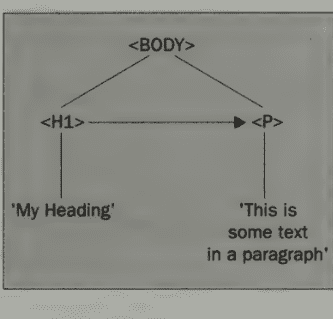 <BODY>
<H1> <P>
'My Heading' 'This is
some text
in a paragraph'